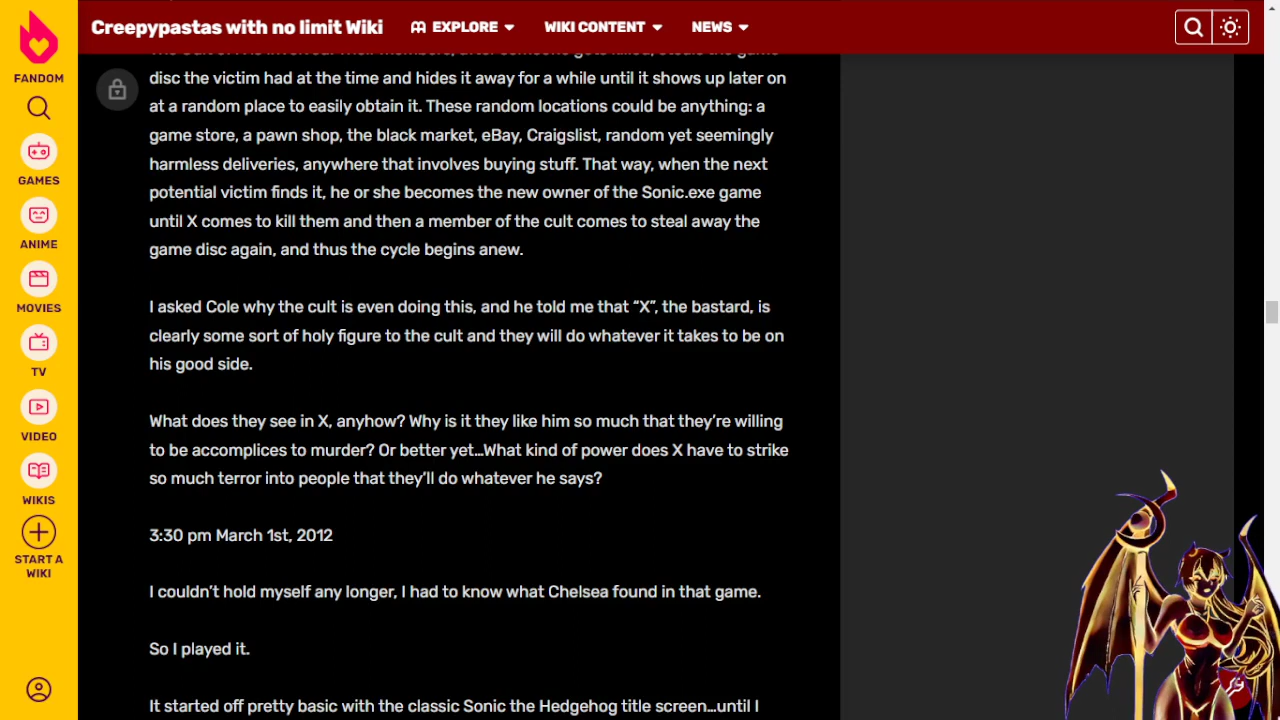 Creepypastas with no limit Wiki
EXPLORE
WIKI CONTENT
NEWS
FANDOM
GAMES
ANIME
MOVIES
TV
VIDEO
WIKIS
START A
WIKI
disc the victim had at the time and hides it away for a while until it shows up later on
at a random place to easily obtain it. These random locations could be anything: a
game store, a pawn shop, the black market, eBay, Craigslist, random yet seemingly
harmless deliveries, anywhere that involves buying stuff. That way, when the next
potential victim finds it, he or she becomes the new owner of the Sonic.exe game
until X comes to kill them and then a member of the cult comes to steal away the
game disc again, and thus the cycle begins anew.
I asked Cole why the cult is even doing this, and he told me that “X”, the bastard, is
clearly some sort of holy figure to the cult and they will do whatever it takes to be on
his good side.
What does they see in X, anyhow? Why is it they like him so much that they’re willing
to be accomplices to murder? Or better yet…What kind of power does X have to strike
so much terror into people that they’ll do whatever he says?
3:30 pm March 1st, 2012
I couldn’t hold myself any longer, I had to know what Chelsea found in that game.
So I played it.
It started off pretty basic with the classic Sonic the Hedgehog title screen…until I